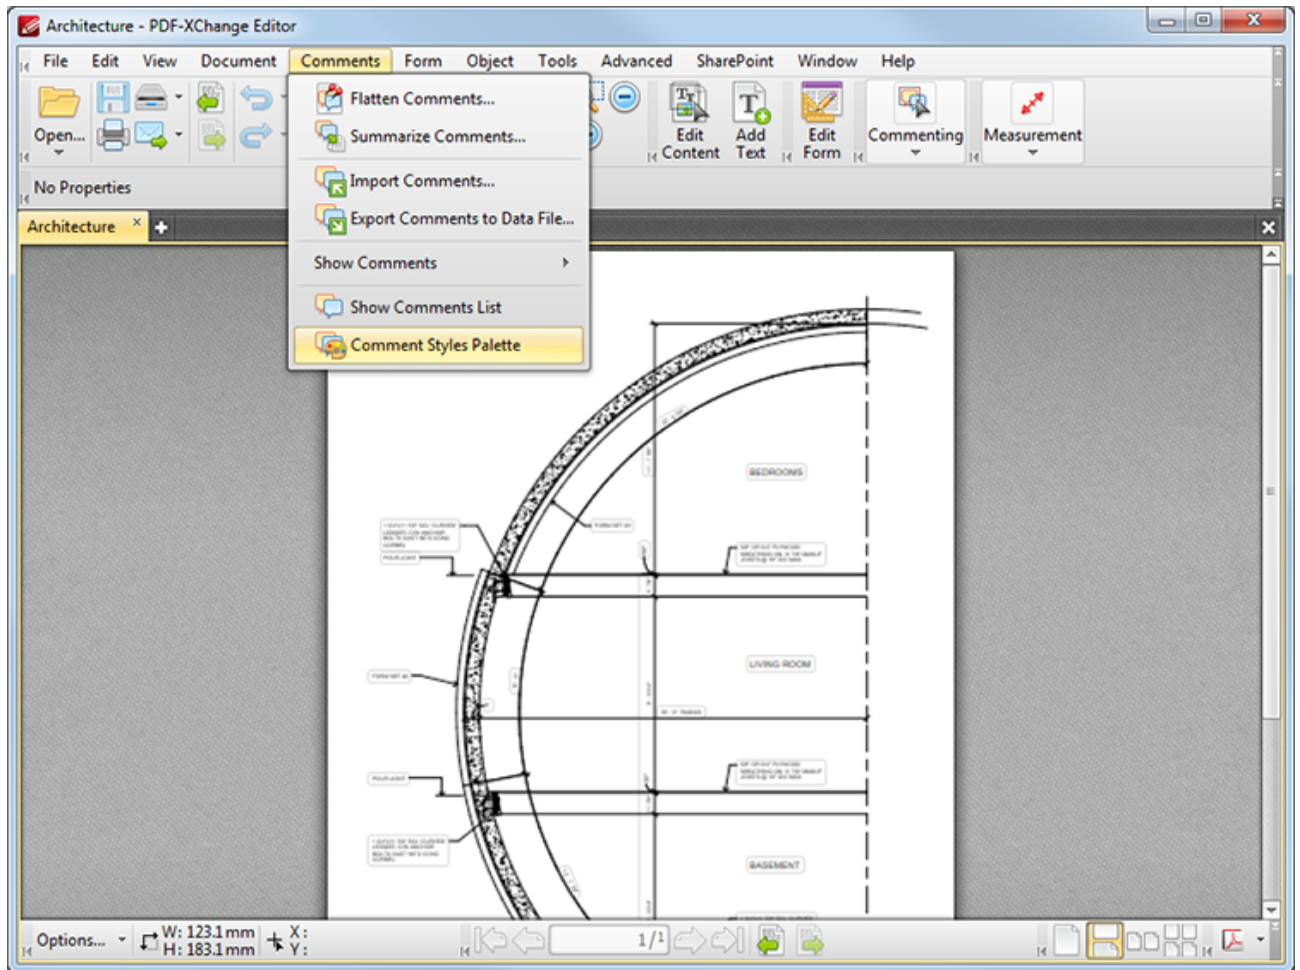 Architecture - PDF-XChange Editor
File Edit View Document Comments Form Object Tools Advanced SharePoint Window Help
Open...
Edit Content
Add Text
Edit Form
Commenting
Measurement
No Properties
Architecture
Flatten Comments...
Summarize Comments...
Import Comments...
Export Comments to Data File...
Show Comments
Show Comments List
Comment Styles Palette
BEDROOMS
LIVING ROOM
BASEMENT
Options...
W: 123.1 mm
H: 183.1 mm
X:
Y:
1/1